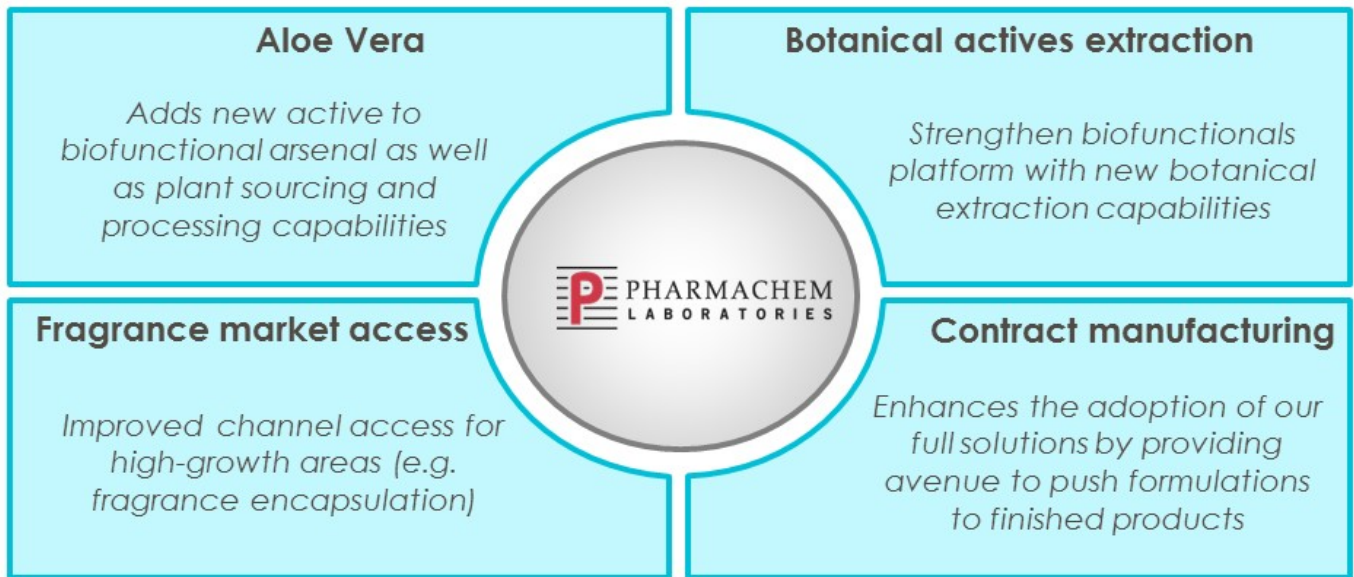 Aloe Vera
Adds new active to
biofunctional arsenal as well
as plant sourcing and
processing capabilities
Botanical actives extraction
Strengthen biofunctionals
platform with new botanical
extraction capabilities
P PHARMACHEM
LABORATORIES
Fragrance market access
Improved channel access for
high-growth areas (e.g.
fragrance encapsulation)
Contract manufacturing
Enhances the adoption of our
full solutions by providing
avenue to push formulations
to finished products